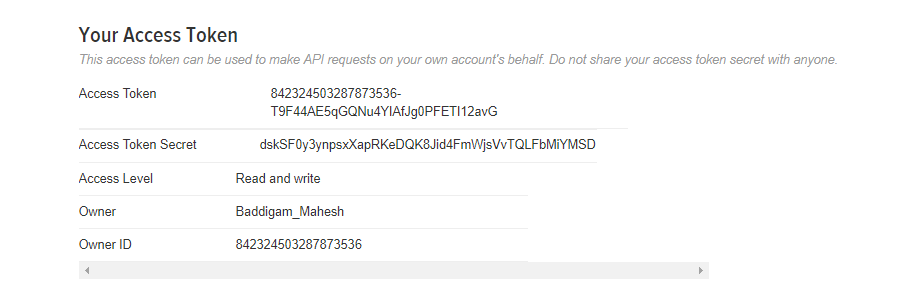 Your Access Token
This access token can be used to make API requests on your own account's behalf. Do not share your access token secret with anyone.
Access Token 842324503287873536-
T9F44AE5qGQNu4YIAfJg0PFETI12avG
Access Token Secret dskSF0y3ynpsxXapRKeDQK8Jid4FmWjsVvTQLFbMiYMSD
Access Level Read and write
Owner Baddigam_Mahesh
Owner ID 842324503287873536